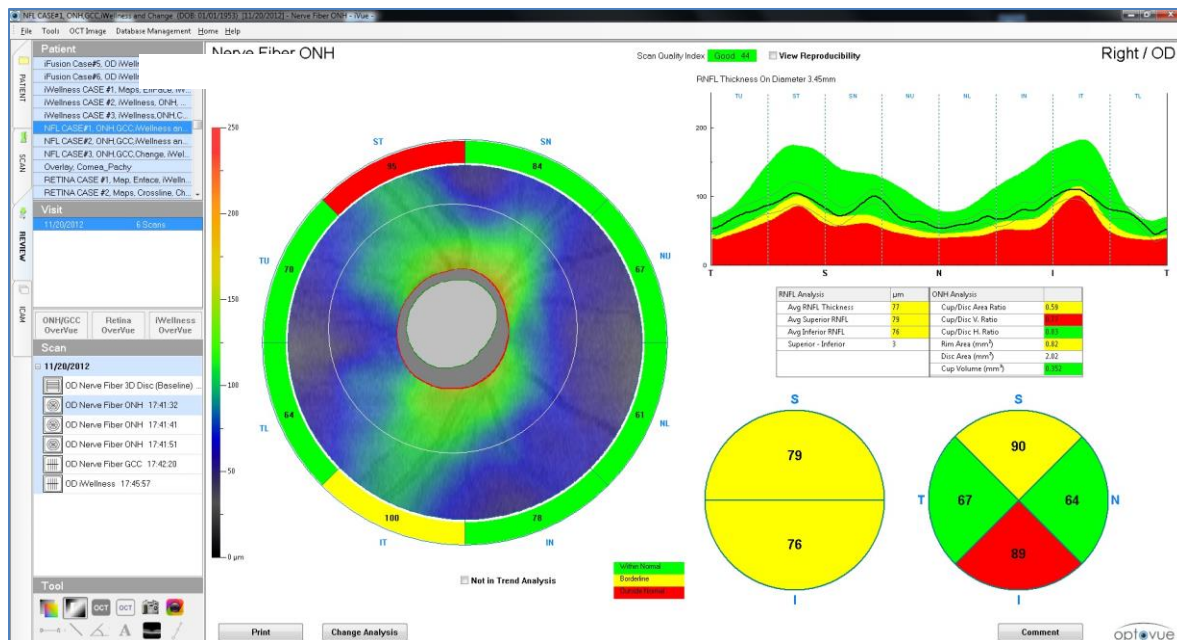 NFL CASE#1, ONH,GCC,iWellness and Change (DOB: 01/01/1953) [11/20/2012] - Nerve Fiber ONH - iVue -
File Tools OCT Image Database Management Home Help
PATIENT
SCAN
REVIEW
ICAM
Patient
iFusion Case#5, OD iWelln
iFusion Case#6, OD iWelln
iWellness CASE #1, Maps, EnFace, iW...
iWellness CASE #2, iWellness, ONH, ...
iWellness CASE #3, iWellness,ONH,C...
NFL CASE#1, ONH,GCC,iWellness an...
NFL CASE#2, ONH,GCC,iWellness an...
NFL CASE#3, ONH,GCC,Change, iWel...
Overlay, Cornea_Pachy
RETINA CASE #1, Map, Enface, iWelln...
RETINA CASE #2, Maps, Crossline, Ch...
Visit
11/20/2012 6 Scans
ONH/GCC OverVue
Retina OverVue
iWellness OverVue
Scan
11/20/2012
OD Nerve Fiber 3D Disc (Baseline) ...
OD Nerve Fiber ONH 17:41:32
OD Nerve Fiber ONH 17:41:41
OD Nerve Fiber ONH 17:41:51
OD Nerve Fiber GCC 17:42:20
OD iWellness 17:45:57
Tool
OCT OCT
A
Nerve Fiber ONH
Scan Quality Index Good 44 View Reproducibility
Right / OD
250
200
150
100
50
0 µm
ST
SN
95
84
TU
NU
70
67
64
61
TL
NL
100
78
IT
IN
Not in Trend Analysis
Within Normal
Borderline
Outside Normal
RNFL Thickness On Diameter 3.45mm
TU ST SN NU NL IN IT TL
200
100
0
T S N I T
RNFL Analysis µm
Avg RNFL Thickness 77
Avg Superior RNFL 79
Avg Inferior RNFL 76
Superior - Inferior 3
ONH Analysis
Cup/Disc Area Ratio 0.59
Cup/Disc V. Ratio
Cup/Disc H. Ratio 0.83
Rim Area (mm²) 0.82
Disc Area (mm²) 2.02
Cup Volume (mm³) 0.352
S
79
76
I
S
90
T 67 64 N
89
I
Print
Change Analysis
Comment
optovue